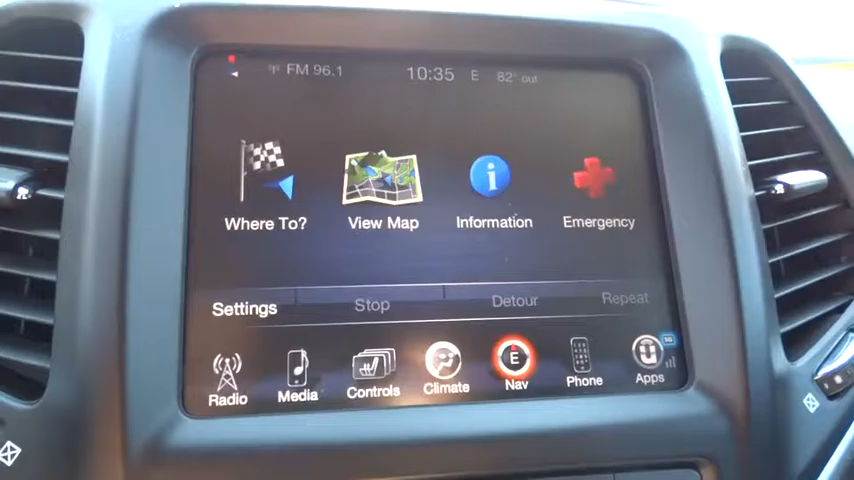 FM 96.1 10:35 E 82° out
Where To? View Map Information Emergency
Settings Stop Detour Repeat
E
Radio Media Controls Climate Nav Phone Apps